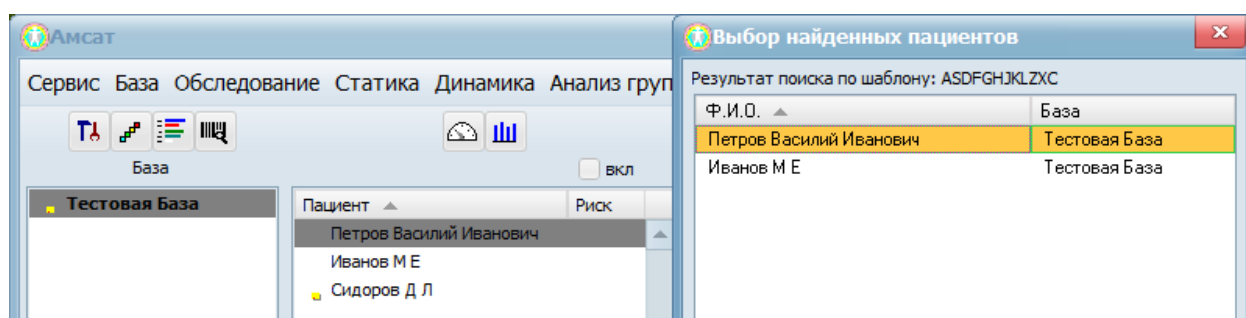 Амсат
Сервис База Обследование Статика Динамика Анализ груп
База
вкл
Тестовая База
Пациент Риск
Петров Василий Иванович
Иванов М Е
Сидоров Д Л
Выбор найденных пациентов
Результат поиска по шаблону: ASDFGHJKLZXC
Ф.И.О. База
Петров Василий Иванович Тестовая База
Иванов М Е Тестовая База